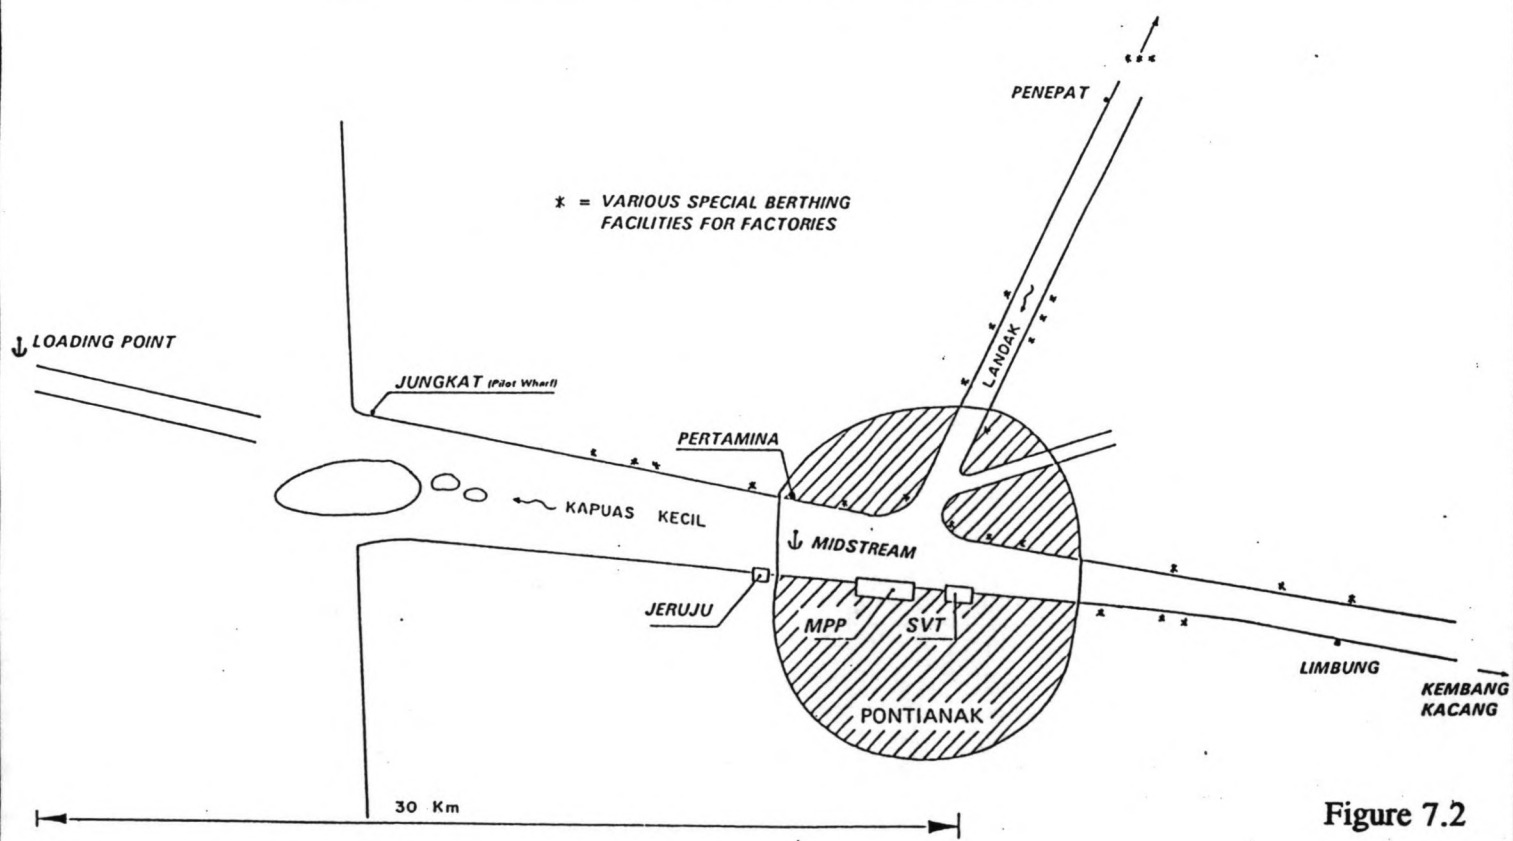 PENEPAT
* = VARIOUS SPECIAL BERTHING
FACILITIES FOR FACTORIES
LANDAK
LOADING POINT
JUNGKAT (Pilot Wharf)
PERTAMINA
KAPUAS KECIL
MIDSTREAM
JERUJU
MPP
SVT
LIMBUNG
KEMBANG
KACANG
PONTIANAK
30 Km
Figure 7.2